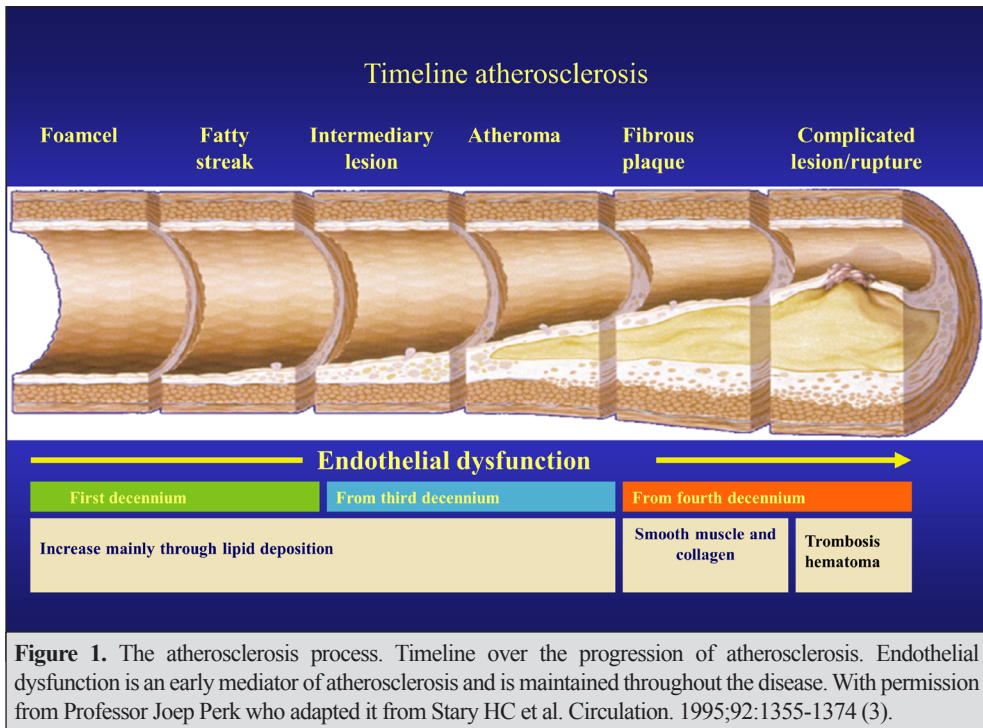 Timeline atherosclerosis
Foamcel
Fatty
streak
Intermediary
lesion
Atheroma
Fibrous
plaque
Complicated
lesion/rupture
Endothelial dysfunction
First decennium
From third decennium
From fourth decennium
Increase mainly through lipid deposition
Smooth muscle and
collagen
Trombosis
hematoma
Figure 1. The atherosclerosis process. Timeline over the progression of atherosclerosis. Endothelial
dysfunction is an early mediator of atherosclerosis and is maintained throughout the disease. With permission
from Professor Joep Perk who adapted it from Stary HC et al. Circulation. 1995;92:1355-1374 (3).